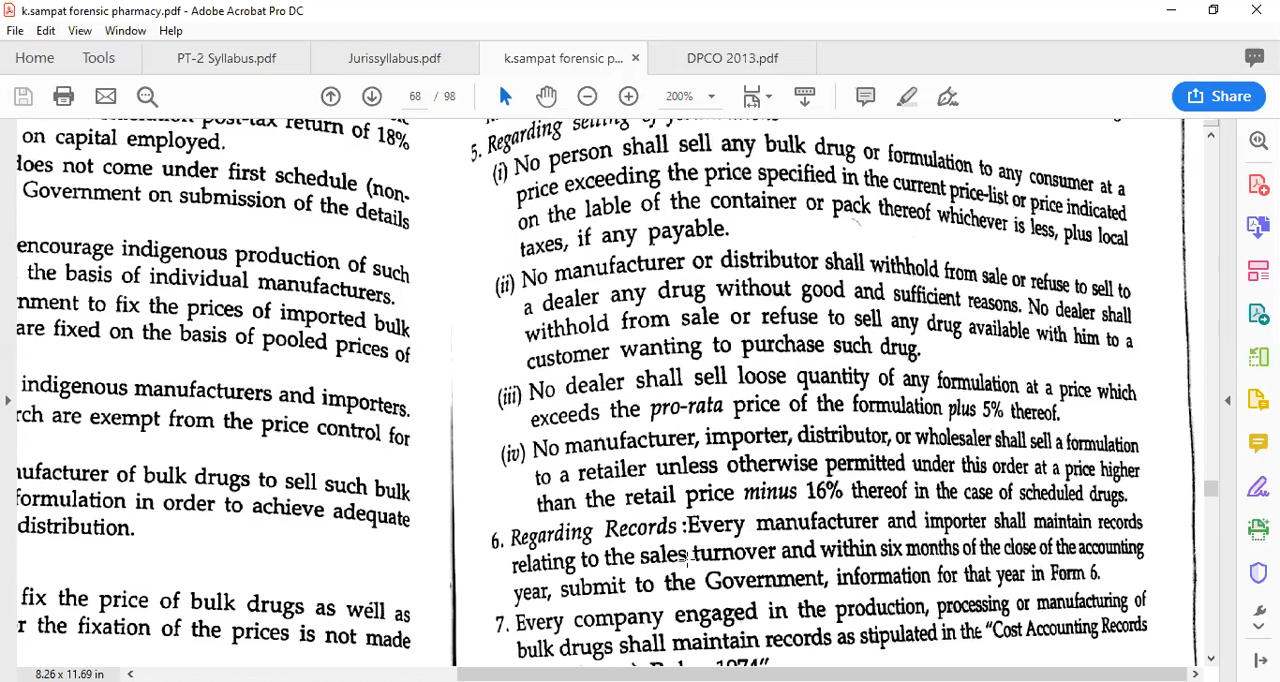 k.sampat forensic pharmacy.pdf - Adobe Acrobat Pro DC
File Edit View Window Help
Home Tools PT-2 Syllabus.pdf Jurissyllabus.pdf k.sampat forensic p... × DPCO 2013.pdf
68 / 98 200% Share
post-tax return of 18%
on capital employed.
does not come under first schedule (non-
Government on submission of the details
encourage indigenous production of such
the basis of individual manufacturers.
nment to fix the prices of imported bulk
are fixed on the basis of pooled prices of
indigenous manufacturers and importers.
rch are exempt from the price control for
nufacturer of bulk drugs to sell such bulk
formulation in order to achieve adequate
distribution.
fix the price of bulk drugs as well as
r the fixation of the prices is not made
5. Regarding selling of formulations
(i) No person shall sell any bulk drug or formulation to any consumer at a
price exceeding the price specified in the current price-list or price indicated
on the lable of the container or pack thereof whichever is less, plus local
taxes, if any payable.
(ii) No manufacturer or distributor shall withhold from sale or refuse to sell to
a dealer any drug without good and sufficient reasons. No dealer shall
withhold from sale or refuse to sell any drug available with him to a
customer wanting to purchase such drug.
(iii) No dealer shall sell loose quantity of any formulation at a price which
exceeds the pro-rata price of the formulation plus 5% thereof.
(iv) No manufacturer, importer, distributor, or wholesaler shall sell a formulation
to a retailer unless otherwise permitted under this order at a price higher
than the retail price minus 16% thereof in the case of scheduled drugs.
6. Regarding Records :Every manufacturer and importer shall maintain records
relating to the sales turnover and within six months of the close of the accounting
year, submit to the Government, information for that year in Form 6.
7. Every company engaged in the production, processing or manufacturing of
bulk drugs shall maintain records as stipulated in the "Cost Accounting Records
1974"
8.26 x 11.69 in